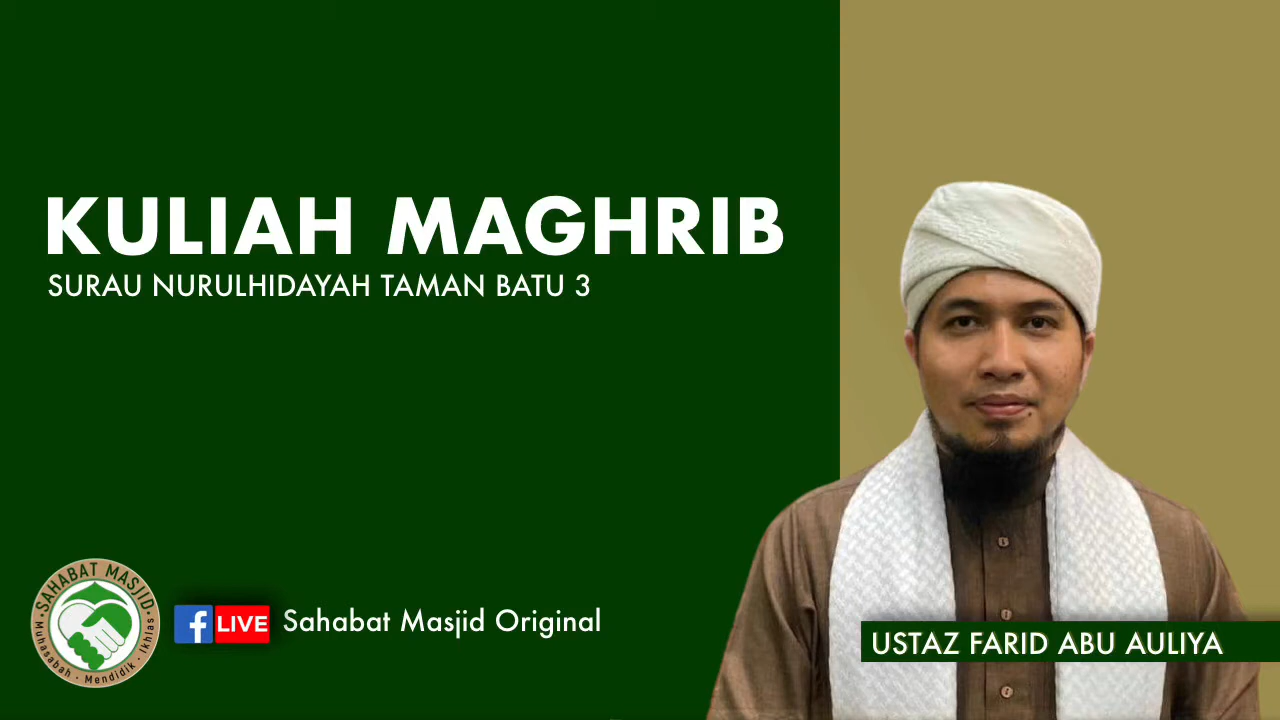 KULIAH MAGHRIB
SURAU NURULHIDAYAH TAMAN BATU 3
SAHABAT MASJID
Muhasabah · Mendidik · Ikhlas
f LIVE Sahabat Masjid Original
USTAZ FARID ABU AULIYA